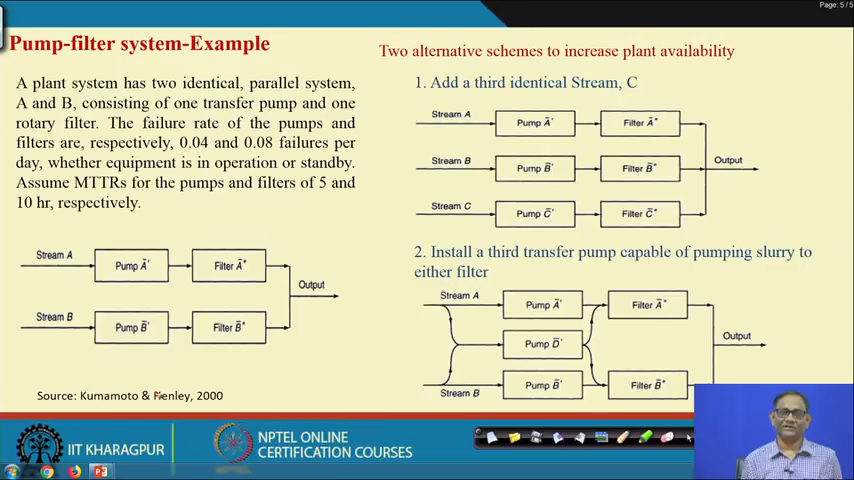 Page: 5/5
Pump-filter system-Example
A plant system has two identical, parallel system,
A and B, consisting of one transfer pump and one
rotary filter. The failure rate of the pumps and
filters are, respectively, 0.04 and 0.08 failures per
day, whether equipment is in operation or standby.
Assume MTTRs for the pumps and filters of 5 and
10 hr, respectively.
Stream A
Pump A̅'
Filter A̅"
Output
Stream B
Pump B̅'
Filter B̅"
Source: Kumamoto & Henley, 2000
Two alternative schemes to increase plant availability
1. Add a third identical Stream, C
Stream A
Pump A̅'
Filter A̅"
Stream B
Pump B̅'
Filter B̅"
Output
Stream C
Pump C̅'
Filter C̅"
2. Install a third transfer pump capable of pumping slurry to
either filter
Stream A
Pump A̅'
Filter A̅"
Pump D̅'
Output
Stream B
Pump B̅'
Filter B̅"
IIT KHARAGPUR
NPTEL ONLINE
CERTIFICATION COURSES